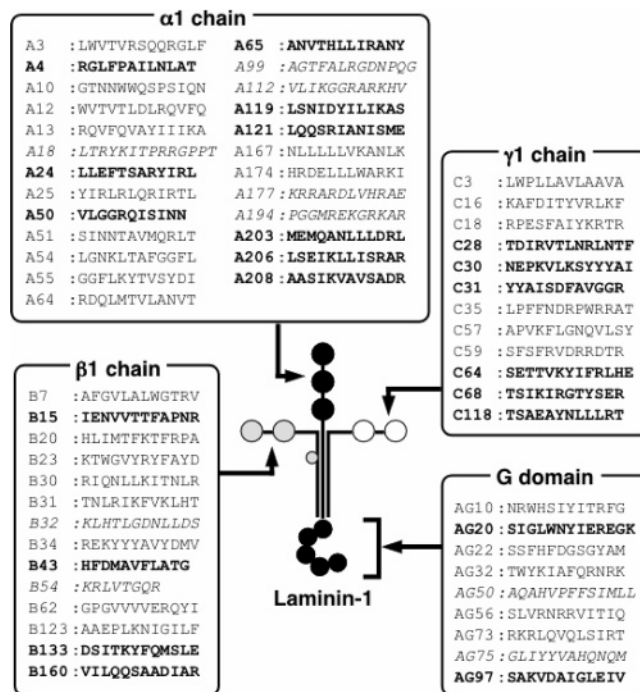 α1 chain
A3 :LWVTVRSQQRGLF
A4 :RGLFPAILNLAT
A10 :GTNNWWQSPSIQN
A12 :WVTVTLDLRQVFQ
A13 :RQVFQVAYIIIKA
A18 :LTRYKITPRRGPPT
A24 :LLEFTSARYIRL
A25 :YIRLRLQRIRTL
A50 :VLGGRQISINN
A51 :SINNTAVMQRLT
A54 :LGNKLTAFGGFL
A55 :GGFLKYTVSYDI
A64 :RDQLMTVLANVT
A65 :ANVTHLLIRANY
A99 :AGTFALRGDNPQG
A112 :VLIKGGRARKHV
A119 :LSNIDYILIKAS
A121 :LQQSRIANISME
A167 :NLLLLLVKANLK
A174 :HRDELLLWARKI
A177 :KRRARDLVHRAE
A194 :PGGMREKGRKAR
A203 :MEMQANLLLDRL
A206 :LSEIKLLISRAR
A208 :AASIKVAVSADR
γ1 chain
C3 :LWPLLAVLAAVA
C16 :KAFDITYVRLKF
C18 :RPESFAIYKRTR
C28 :TDIRVTLNRLNTF
C30 :NEPKVLKSYYYAI
C31 :YYAISDFAVGGR
C35 :LPFFNDRPWRRAT
C57 :APVKFLGNQVLSY
C59 :SFSFRVDRRDTR
C64 :SETTVKYIFRLHE
C68 :TSIKIRGTYSER
C118 :TSAEAYNLLLRT
β1 chain
B7 :AFGVLALWGTRV
B15 :IENVVTTFAPNR
B20 :HLIMTFKTFRPA
B23 :KTWGVYRYFAYD
B30 :RIQNLLKITNLR
B31 :TNLRIKFVKLHT
B32 :KLHTLGDNLLDS
B34 :REKYYYAVYDMV
B43 :HFDMAVFLATG
B54 :KRLVTGQR
B62 :GPGVVVVERQYI
B123 :AAEPLKNIGILF
B133 :DSITKYFQMSLE
B160 :VILQQSAADIAR
Laminin-1
G domain
AG10 :NRWHSIYITRFG
AG20 :SIGLWNYIEREGK
AG22 :SSFHFDGSGYAM
AG32 :TWYKIAFQRNRK
AG50 :AQAHVPFFSIMLL
AG56 :SLVRNRRVITIQ
AG73 :RKRLQVQLSIRT
AG75 :GLIYYVAHQNQM
AG97 :SAKVDAIGLEIV